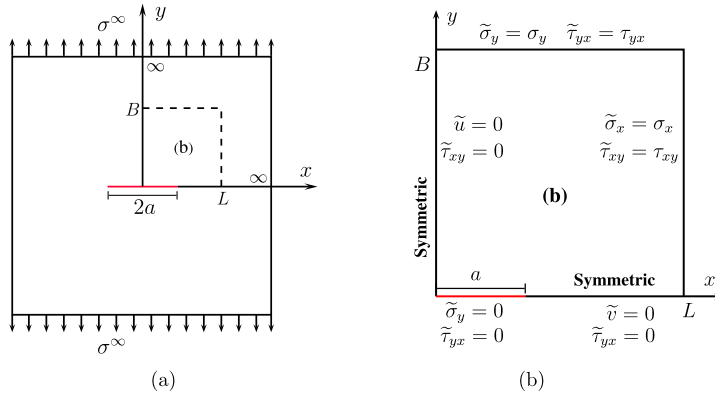 σ^∞
y
∞
B
(b)
∞
x
2a
L
σ^∞
(a)
y
σ̃_y = σ_y τ̃_yx = τ_yx
B
ũ = 0
τ̃_xy = 0
σ̃_x = σ_x
τ̃_xy = τ_xy
Symmetric
(b)
a
Symmetric
x
σ̃_y = 0
τ̃_yx = 0
ṽ = 0
τ̃_yx = 0
L
(b)